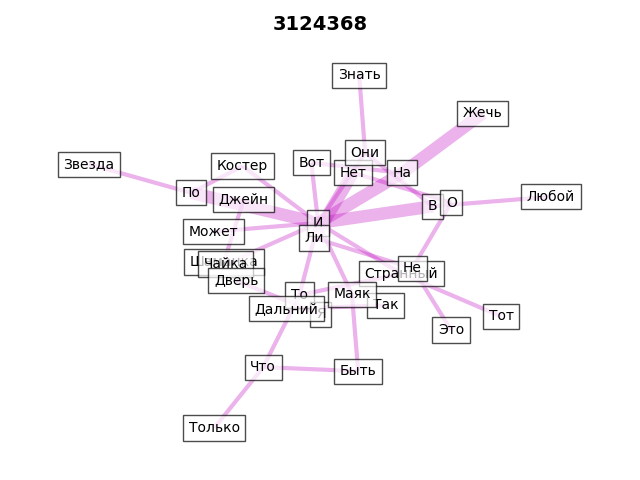 3124368
Знать
Жечь
Они
Вот
Нет
На
Звезда
Костер
По
Джейн
Любой
В
О
И
Может
Ли
Чайка
Не
Странный
Дверь
То
Маяк
Так
Дальний
Я
Тот
Это
Что
Быть
Только